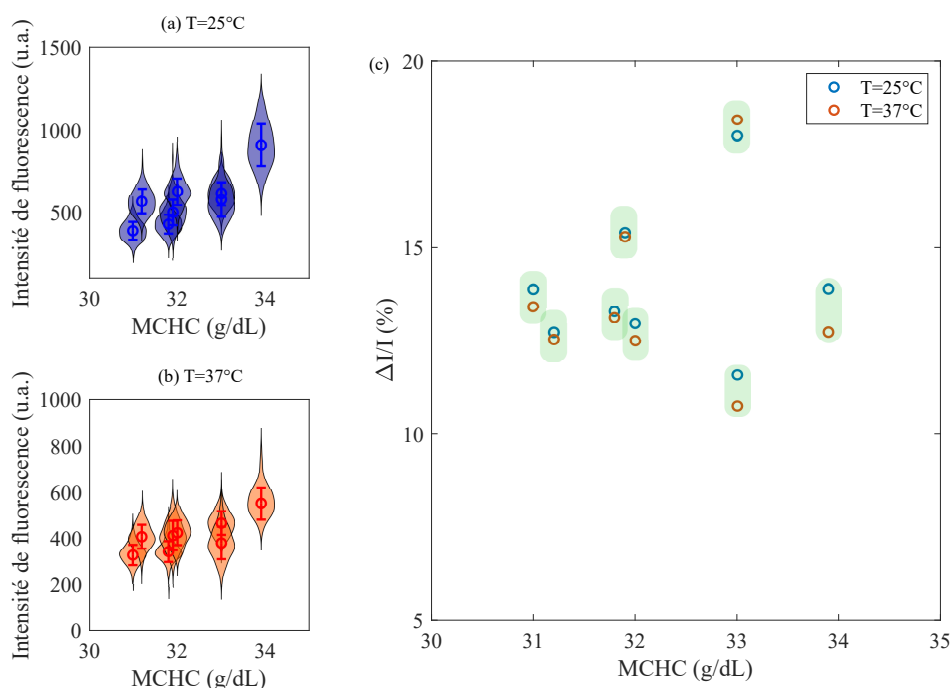 (a) T=25°C
1500
1000
500
Intensité de fluorescence (u.a.)
30
32
34
MCHC (g/dL)
(b) T=37°C
1000
800
600
400
200
0
Intensité de fluorescence (u.a.)
30
32
34
MCHC (g/dL)
(c)
20
15
10
5
ΔI/I (%)
T=25°C
T=37°C
30
31
32
33
34
35
MCHC (g/dL)